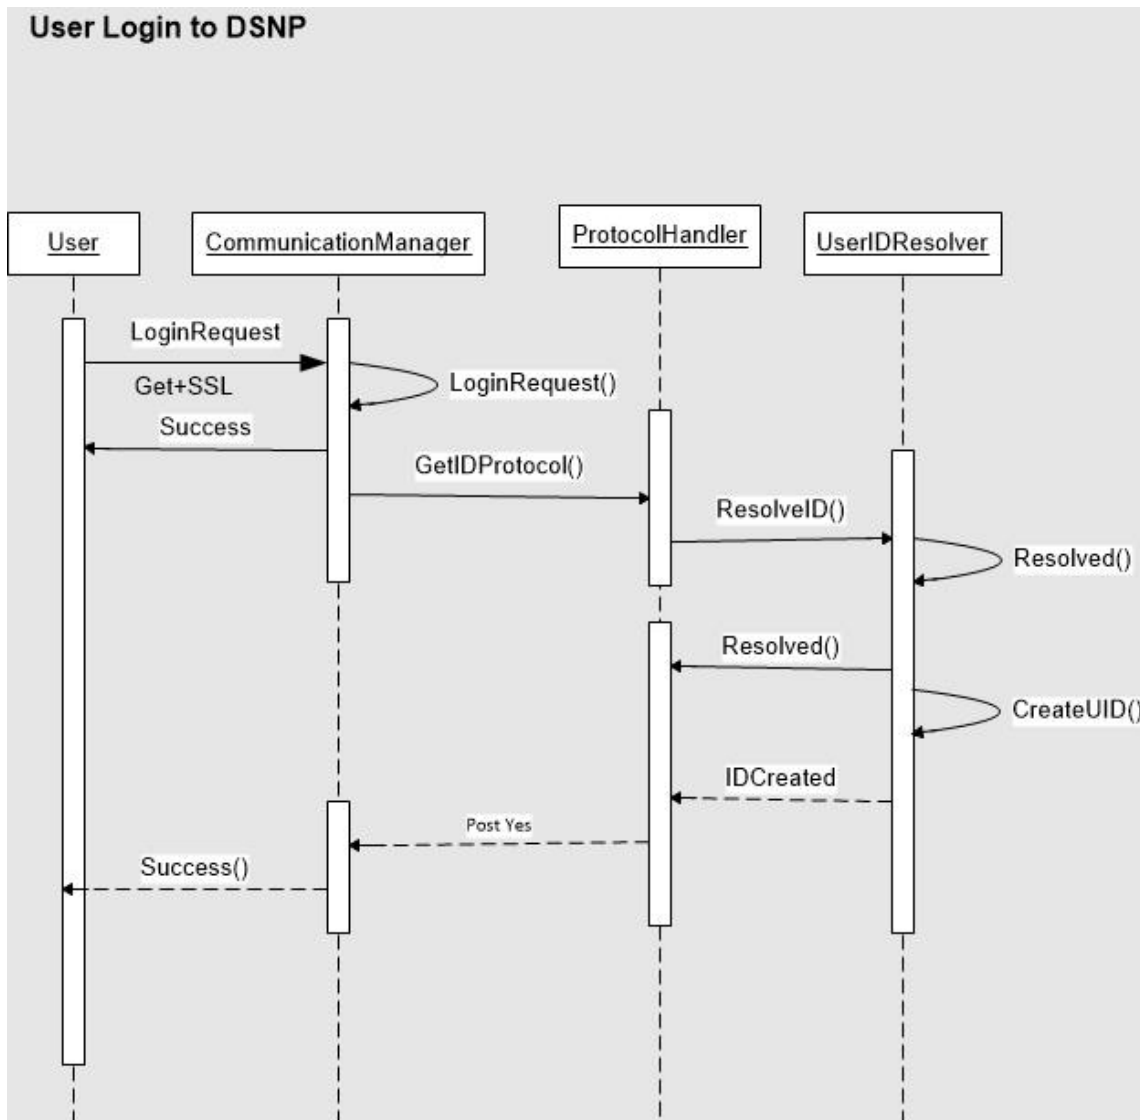 User Login to DSNP
User
CommunicationManager
ProtocolHandler
UserIDResolver
LoginRequest
Get+SSL
LoginRequest()
Success
GetIDProtocol()
ResolveID()
Resolved()
Resolved()
CreateUID()
IDCreated
Post Yes
Success()